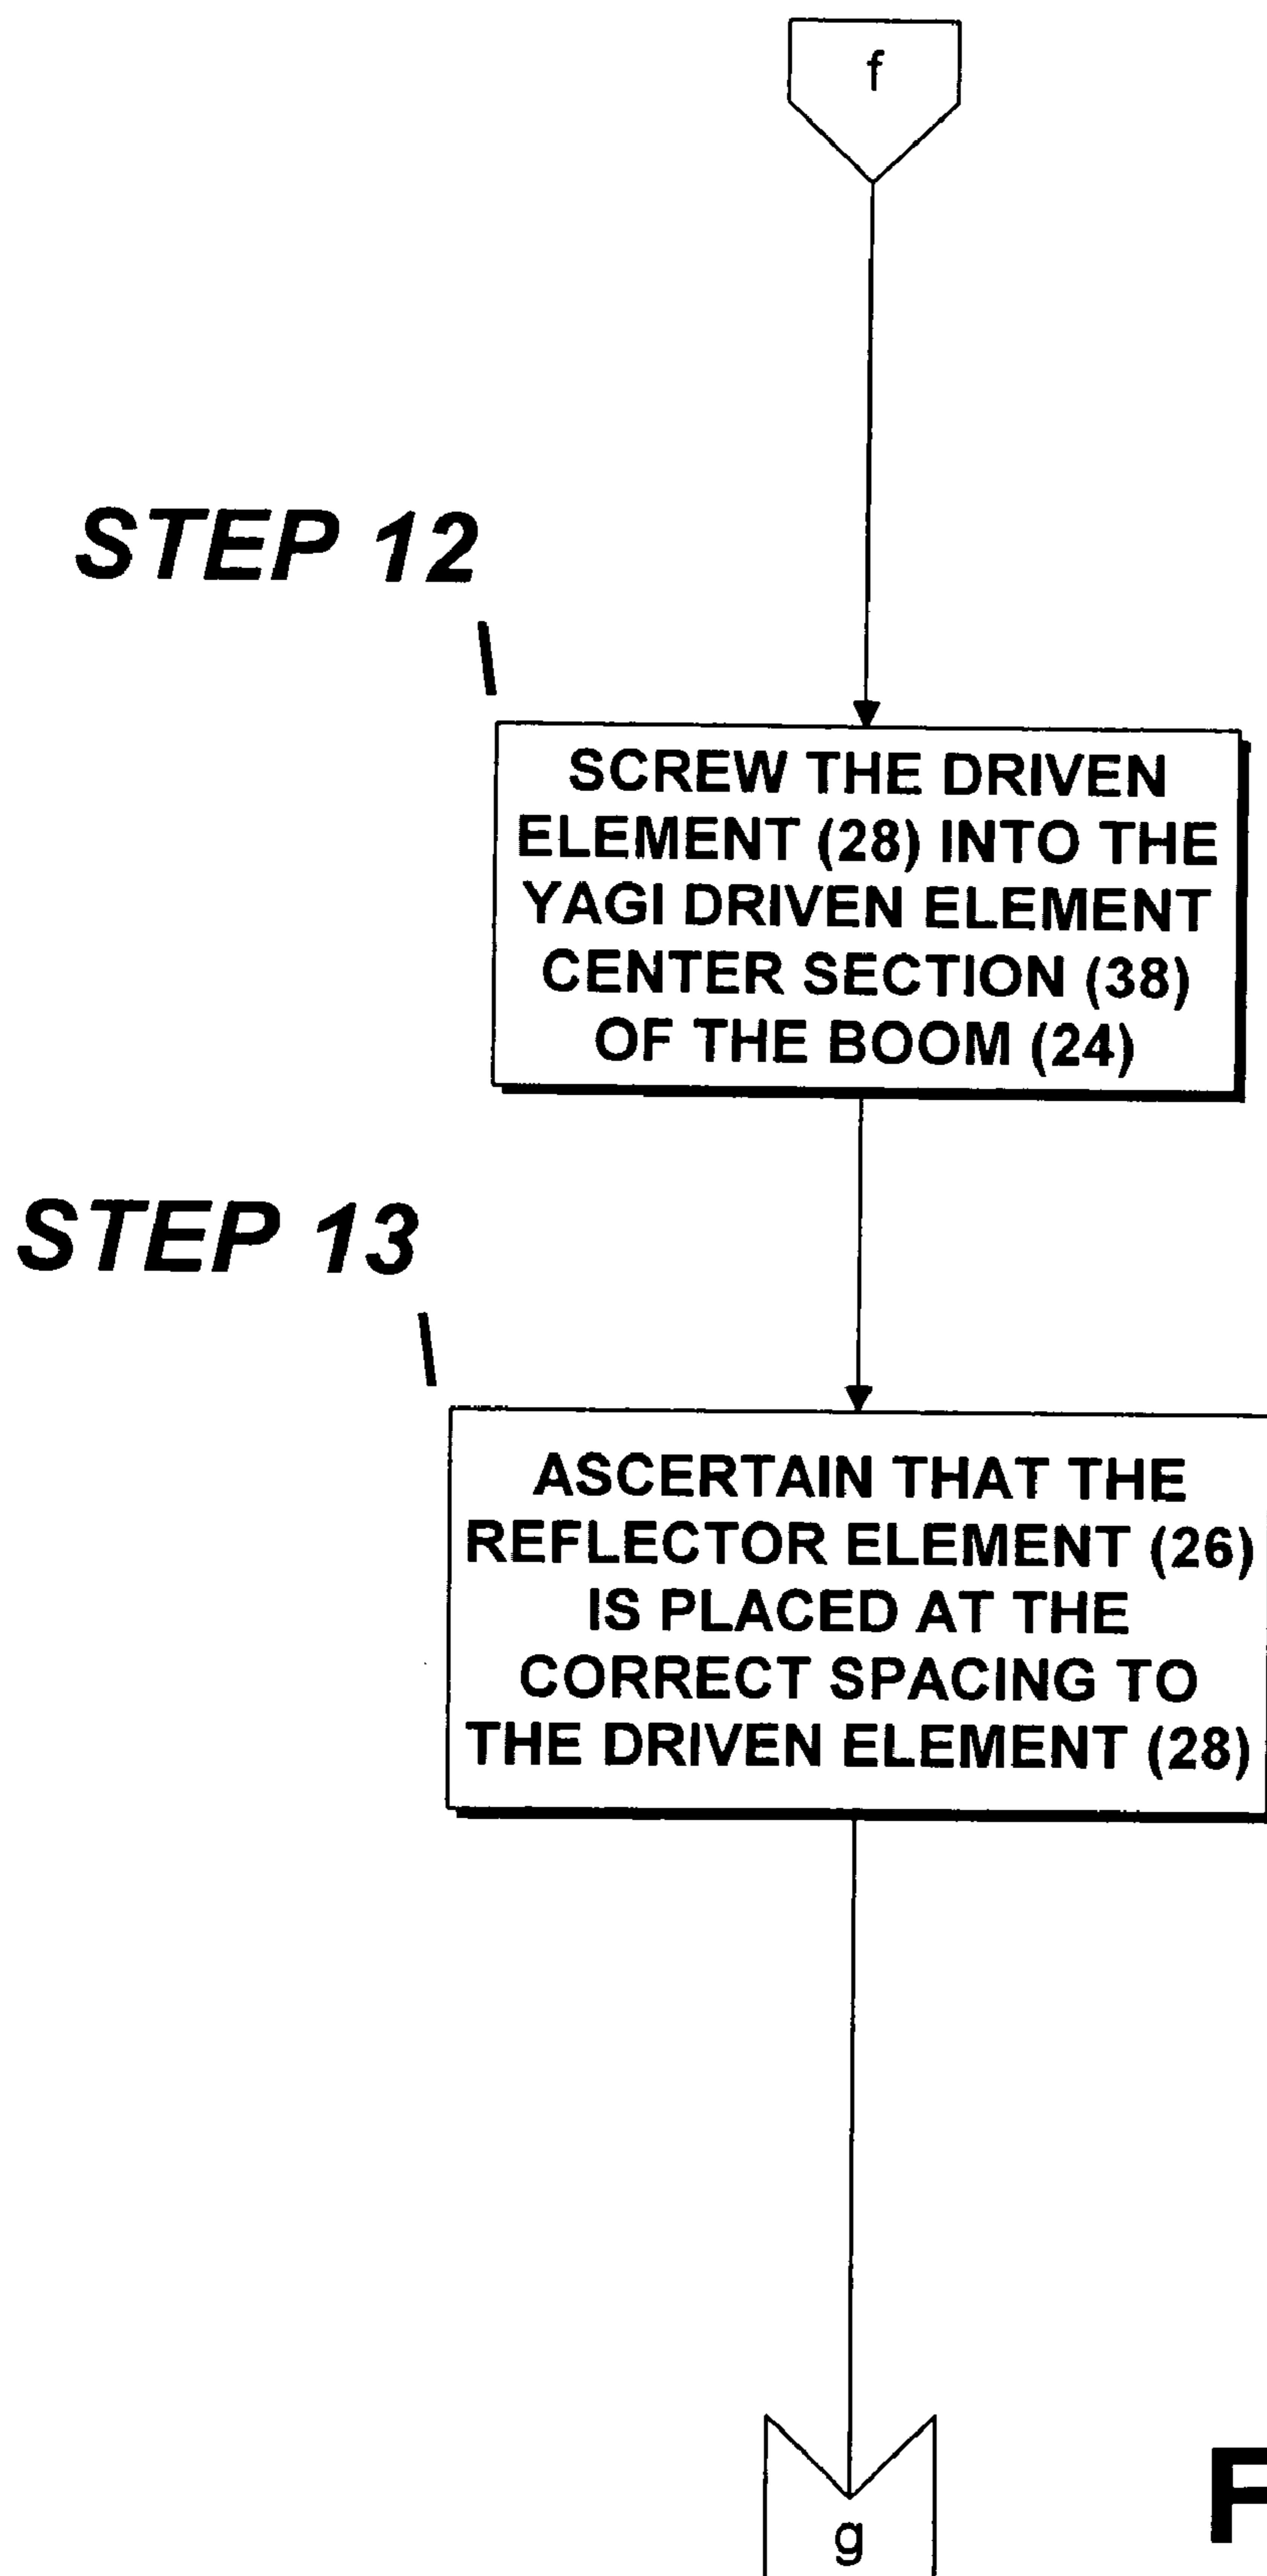 f
STEP 12
SCREW THE DRIVEN
ELEMENT (28) INTO THE
YAGI DRIVEN ELEMENT
CENTER SECTION (38)
OF THE BOOM (24)
STEP 13
ASCERTAIN THAT THE
REFLECTOR ELEMENT (26)
IS PLACED AT THE
CORRECT SPACING TO
THE DRIVEN ELEMENT (28)
g